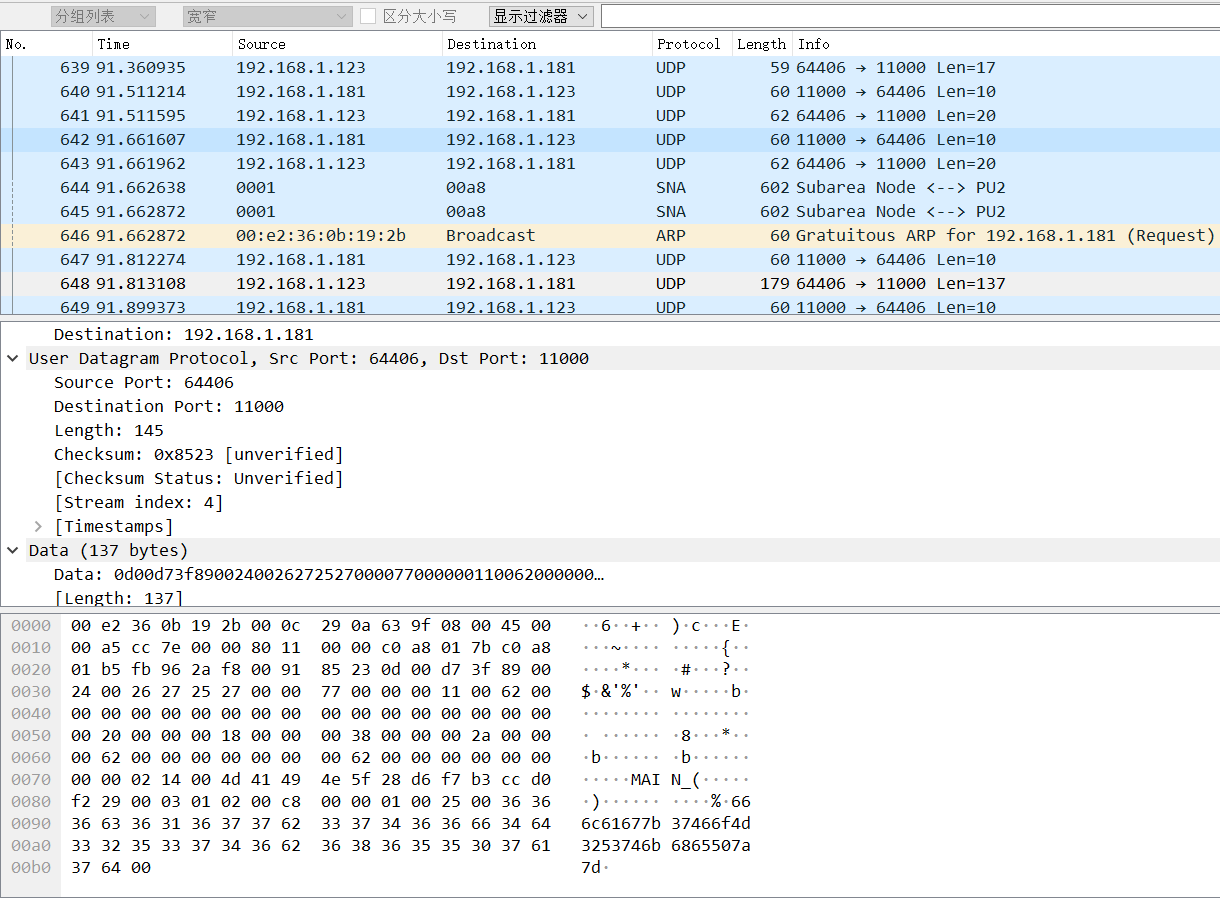 分组列表 宽窄 区分大小写 显示过滤器
No. Time Source Destination Protocol Length Info
639 91.360935 192.168.1.123 192.168.1.181 UDP 59 64406 → 11000 Len=17
640 91.511214 192.168.1.181 192.168.1.123 UDP 60 11000 → 64406 Len=10
641 91.511595 192.168.1.123 192.168.1.181 UDP 62 64406 → 11000 Len=20
642 91.661607 192.168.1.181 192.168.1.123 UDP 60 11000 → 64406 Len=10
643 91.661962 192.168.1.123 192.168.1.181 UDP 62 64406 → 11000 Len=20
644 91.662638 0001 00a8 SNA 602 Subarea Node <--> PU2
645 91.662872 0001 00a8 SNA 602 Subarea Node <--> PU2
646 91.662872 00:e2:36:0b:19:2b Broadcast ARP 60 Gratuitous ARP for 192.168.1.181 (Request)
647 91.812274 192.168.1.181 192.168.1.123 UDP 60 11000 → 64406 Len=10
648 91.813108 192.168.1.123 192.168.1.181 UDP 179 64406 → 11000 Len=137
649 91.899373 192.168.1.181 192.168.1.123 UDP 60 11000 → 64406 Len=10
Destination: 192.168.1.181
User Datagram Protocol, Src Port: 64406, Dst Port: 11000
Source Port: 64406
Destination Port: 11000
Length: 145
Checksum: 0x8523 [unverified]
[Checksum Status: Unverified]
[Stream index: 4]
[Timestamps]
Data (137 bytes)
Data: 0d00d73f89002400262725270000770000000110062000000…
[Length: 137]
0000 00 e2 36 0b 19 2b 00 0c 29 0a 63 9f 08 00 45 00 ··6··+·· )·c···E·
0010 00 a5 cc 7e 00 00 80 11 00 00 c0 a8 01 7b c0 a8 ···~···· ·····{··
0020 01 b5 fb 96 2a f8 00 91 85 23 0d 00 d7 3f 89 00 ····*··· ·#···?··
0030 24 00 26 27 25 27 00 00 77 00 00 00 11 00 62 00 $·&'%'·· w·····b·
0040 00 00 00 00 00 00 00 00 00 00 00 00 00 00 00 00 ········ ········
0050 00 20 00 00 00 18 00 00 00 38 00 00 00 2a 00 00 · ······ ·8···*··
0060 00 62 00 00 00 00 00 00 00 62 00 00 00 00 00 00 ·b······ ·b······
0070 00 00 02 14 00 4d 41 49 4e 5f 28 d6 f7 b3 cc d0 ·····MAI N_(·····
0080 f2 29 00 03 01 02 00 c8 00 00 01 00 25 00 36 36 ·)······ ····%·66
0090 36 63 36 31 36 37 37 62 33 37 34 36 36 66 34 64 6c61677b 37466f4d
00a0 33 32 35 33 37 34 36 62 36 38 36 35 35 30 37 61 3253746b 6865507a
00b0 37 64 00 7d·